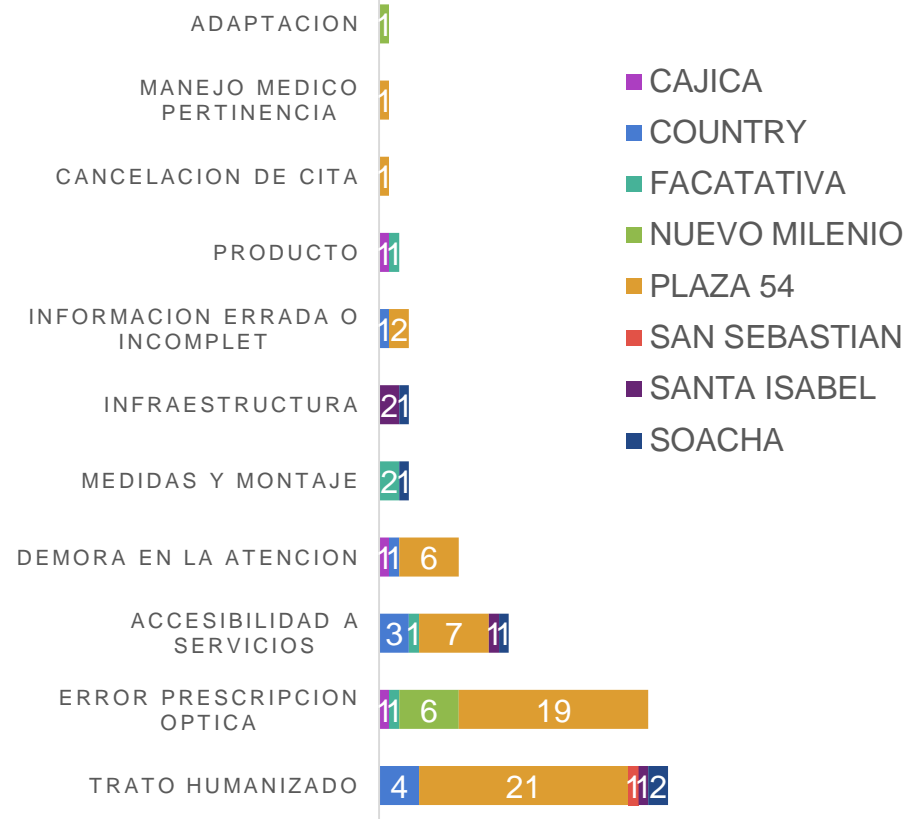 ADAPTACION
1
MANEJO MEDICO
PERTINENCIA
1
CANCELACION DE CITA
1
PRODUCTO
1 1
INFORMACION ERRADA O
INCOMPLET
1 2
INFRAESTRUCTURA
2 1
MEDIDAS Y MONTAJE
2 1
DEMORA EN LA ATENCION
1 1 6
ACCESIBILIDAD A
SERVICIOS
3 1 7 1 1
ERROR PRESCRIPCION
OPTICA
1 1 6 19
TRATO HUMANIZADO
4 21 1 1 2
CAJICA
COUNTRY
FACATATIVA
NUEVO MILENIO
PLAZA 54
SAN SEBASTIAN
SANTA ISABEL
SOACHA